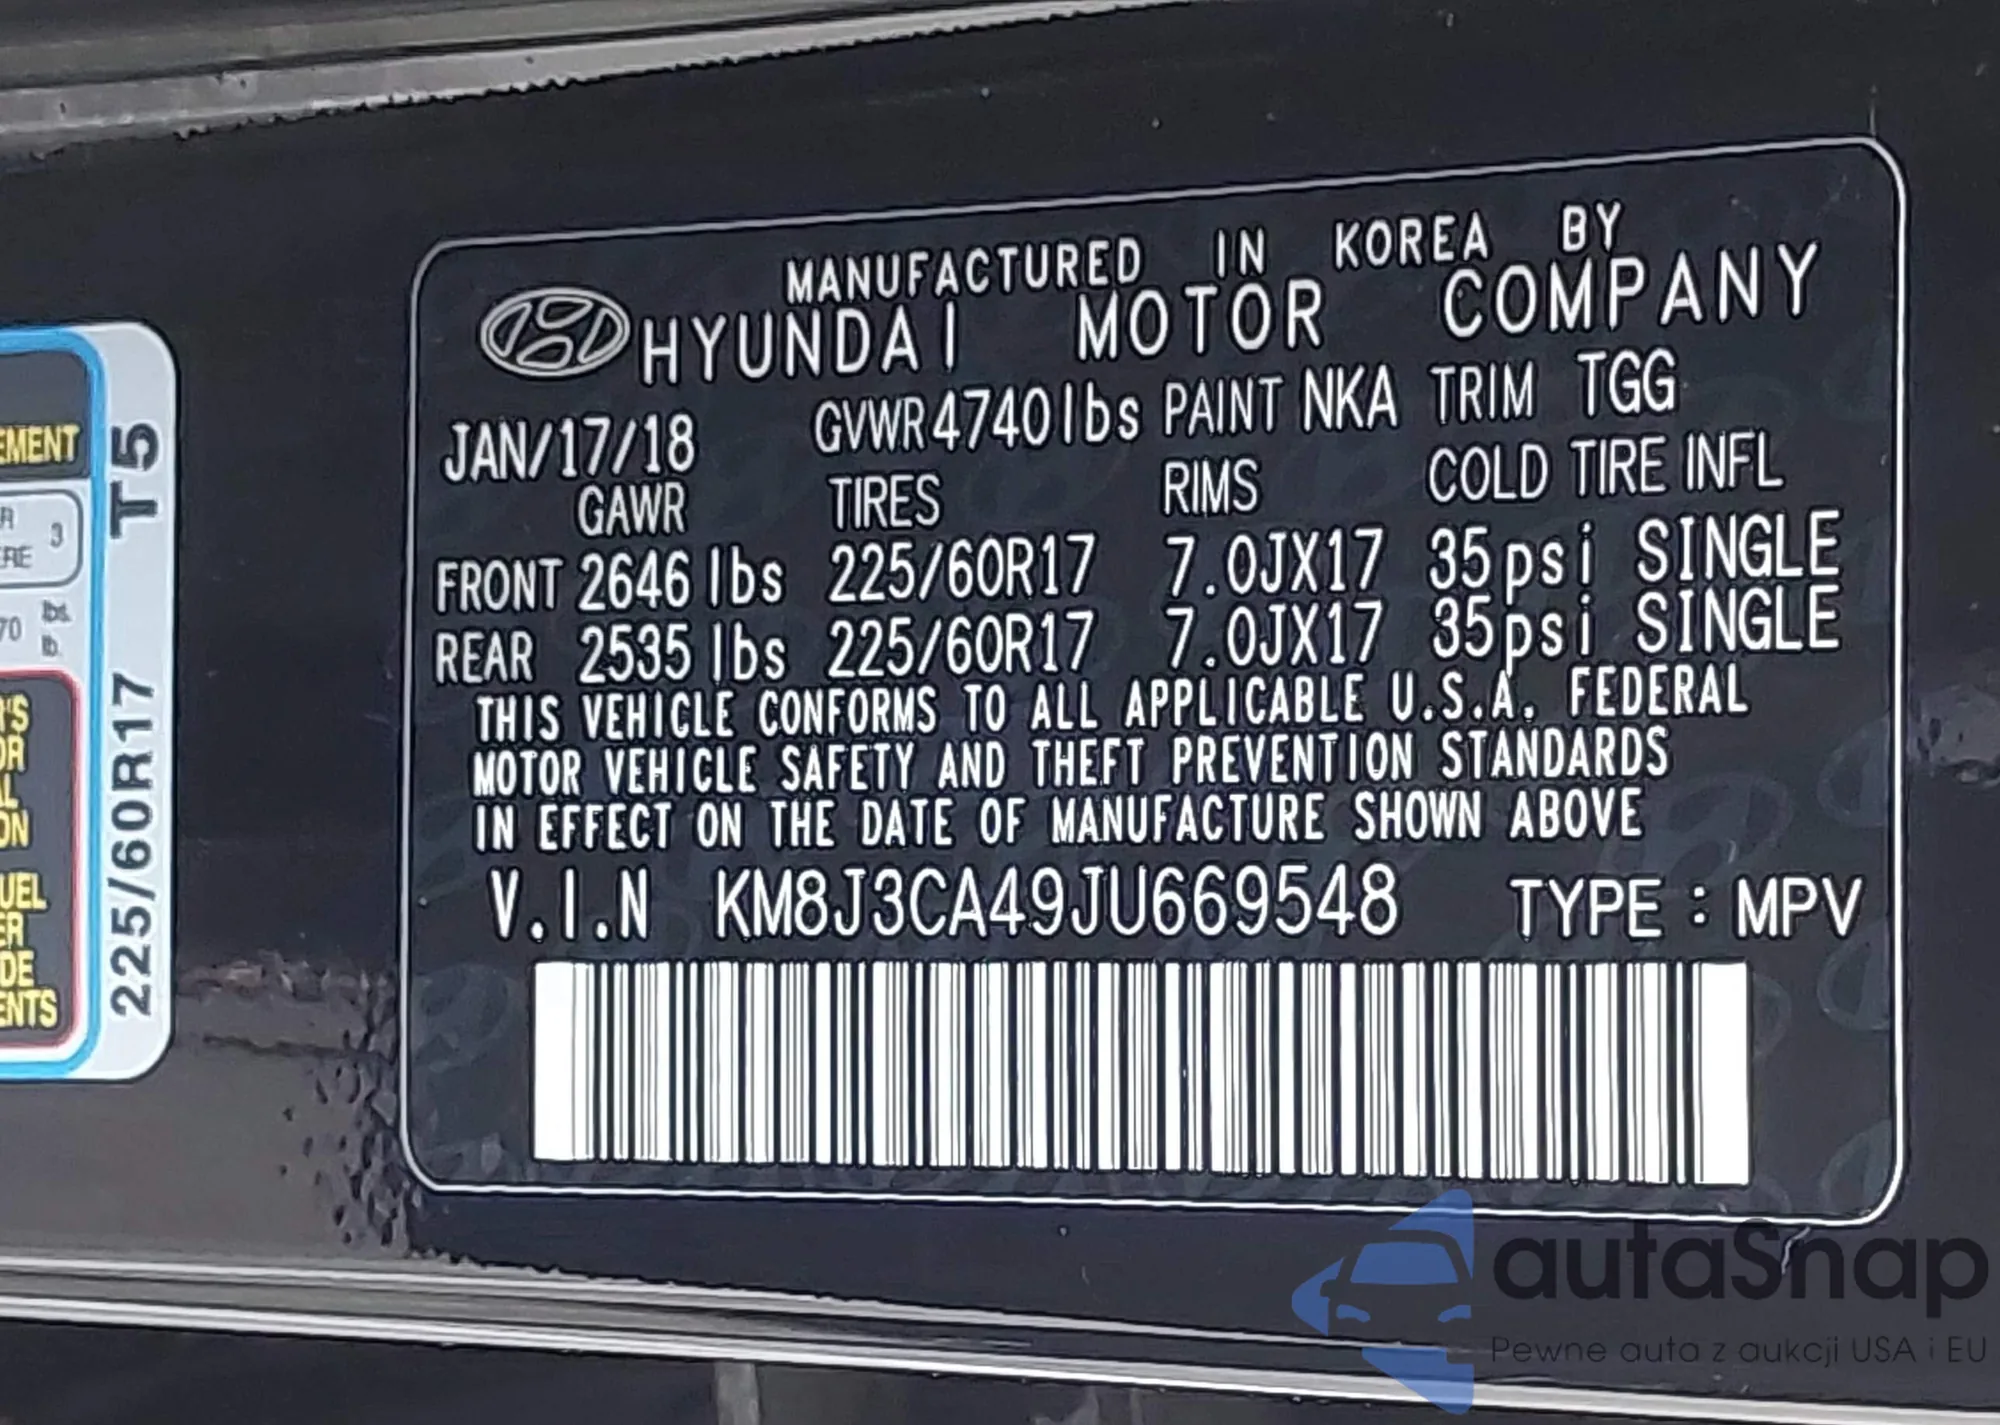 MANUFACTURED IN KOREA BY
HYUNDAI MOTOR COMPANY
JAN/17/18 GVWR 4740lbs PAINT NKA TRIM TGG
GAWR TIRES RIMS COLD TIRE INFL
FRONT 2646 lbs 225/60R17 7.0JX17 35psi SINGLE
REAR 2535 lbs 225/60R17 7.0JX17 35psi SINGLE
THIS VEHICLE CONFORMS TO ALL APPLICABLE U.S.A. FEDERAL
MOTOR VEHICLE SAFETY AND THEFT PREVENTION STANDARDS
IN EFFECT ON THE DATE OF MANUFACTURE SHOWN ABOVE
V.I.N KM8J3CA49JU669548 TYPE : MPV
225/60R17 T5
3
lbs.
lb.
autaSnap
Pewne auta z aukcji USA i EU